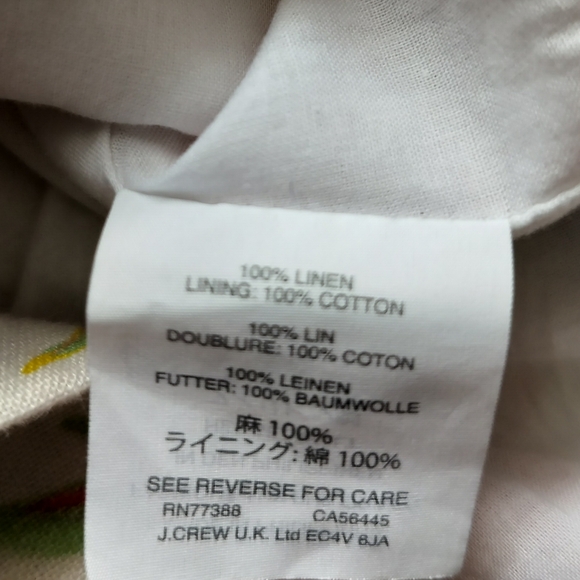 100% LINEN
LINING: 100% COTTON
100% LIN
DOUBLURE: 100% COTON
100% LEINEN
FUTTER: 100% BAUMWOLLE
麻 100%
ライニング: 綿 100%
SEE REVERSE FOR CARE
RN77388 CA56445
J.CREW U.K. Ltd EC4V 6JA